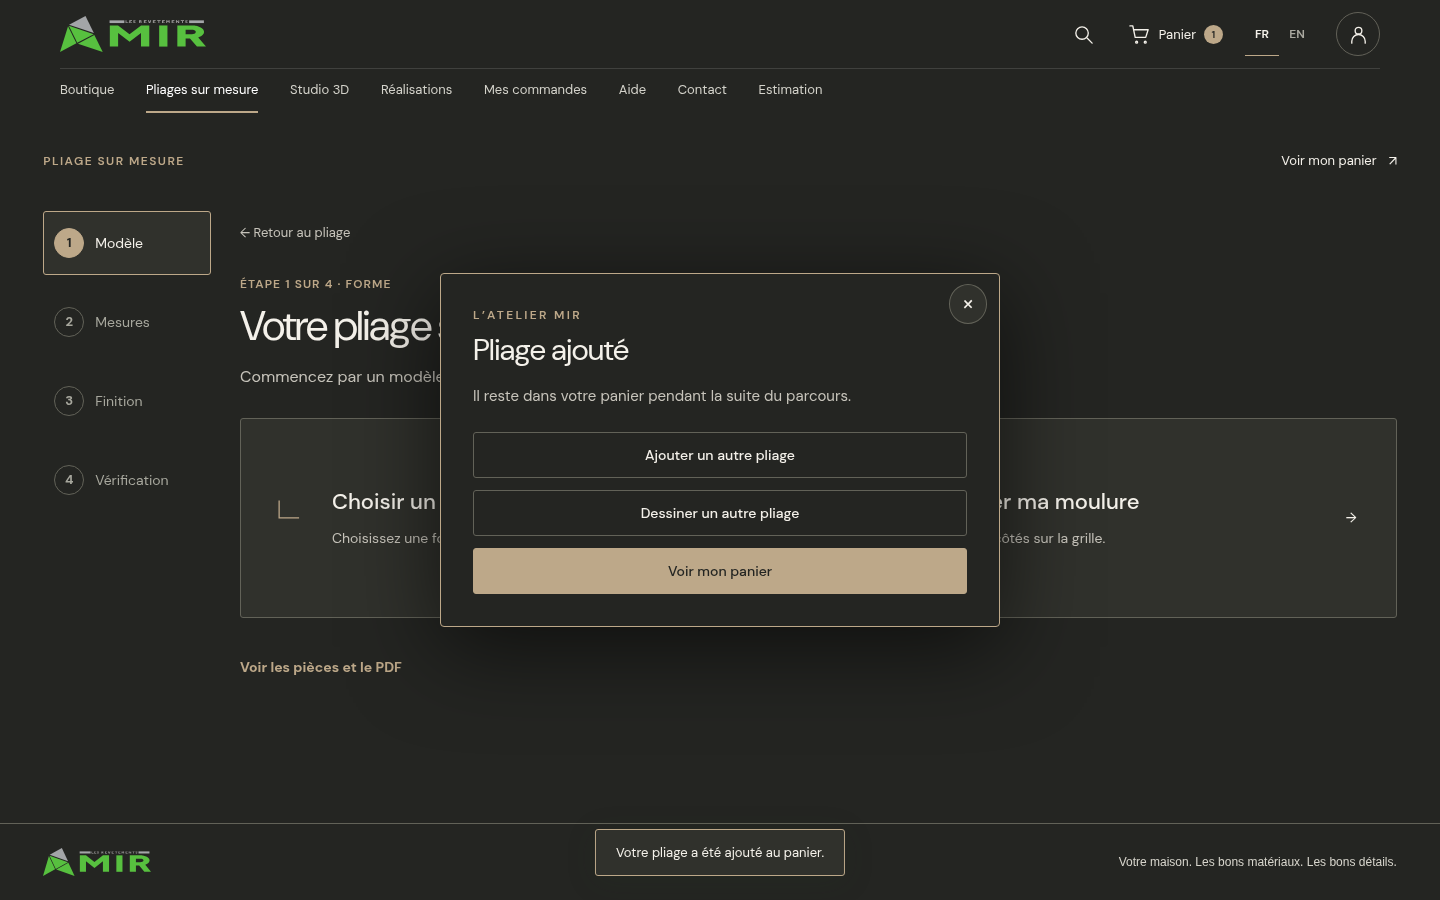 LES REVÊTEMENTS
MIR
Panier 1
FR
EN
Boutique
Pliages sur mesure
Studio 3D
Réalisations
Mes commandes
Aide
Contact
Estimation
PLIAGE SUR MESURE
Voir mon panier
1 Modèle
2 Mesures
3 Finition
4 Vérification
← Retour au pliage
ÉTAPE 1 SUR 4 · FORME
Votre pliage
Commencez par un modèle
Choisir un
Choisissez une
ma moulure
sur la grille.
L’ATELIER MIR
Pliage ajouté
Il reste dans votre panier pendant la suite du parcours.
Ajouter un autre pliage
Dessiner un autre pliage
Voir mon panier
Voir les pièces et le PDF
Votre pliage a été ajouté au panier.
LES REVÊTEMENTS
MIR
Votre maison. Les bons matériaux. Les bons détails.